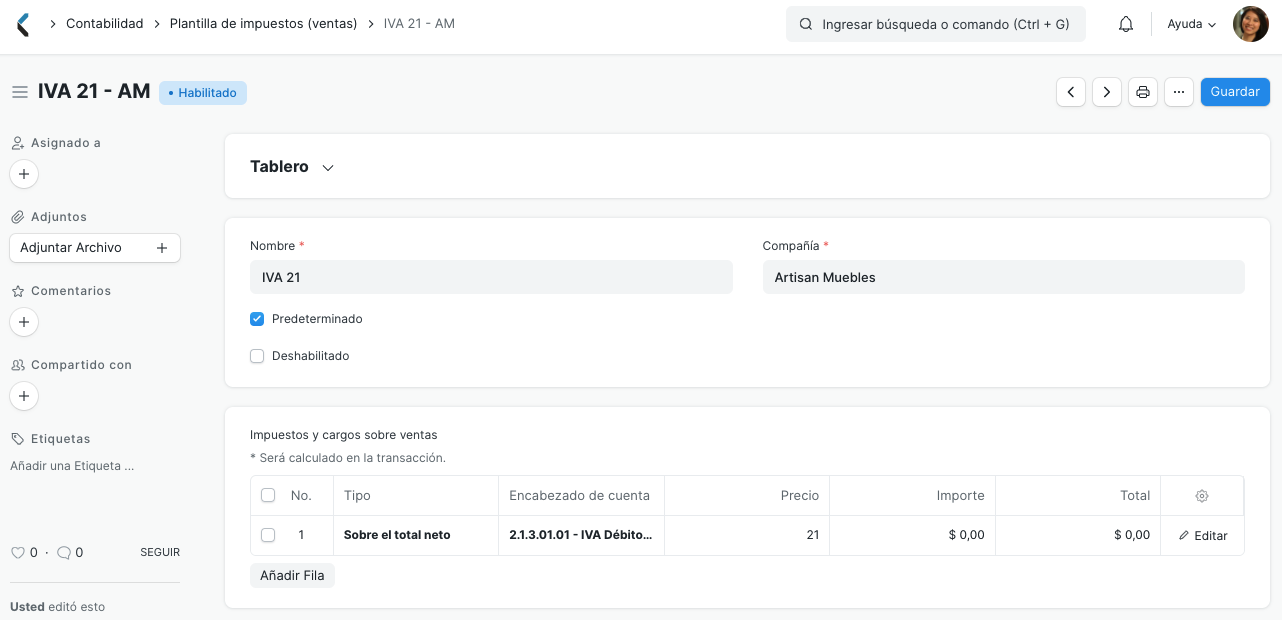 Contabilidad
Plantilla de impuestos (ventas)
IVA 21 - AM
Ingresar búsqueda o comando (Ctrl + G)
Ayuda
IVA 21 - AM
Habilitado
Guardar
Asignado a
Adjuntos
Adjuntar Archivo
Comentarios
Compartido con
Etiquetas
Añadir una Etiqueta ...
0 · 0 SEGUIR
Usted editó esto
Tablero
Nombre * Compañía *
IVA 21 Artisan Muebles
Predeterminado
Deshabilitado
Impuestos y cargos sobre ventas
* Será calculado en la transacción.
No. Tipo Encabezado de cuenta Precio Importe Total
1 Sobre el total neto 2.1.3.01.01 - IVA Débito... 21 $ 0,00 $ 0,00 Editar
Añadir Fila